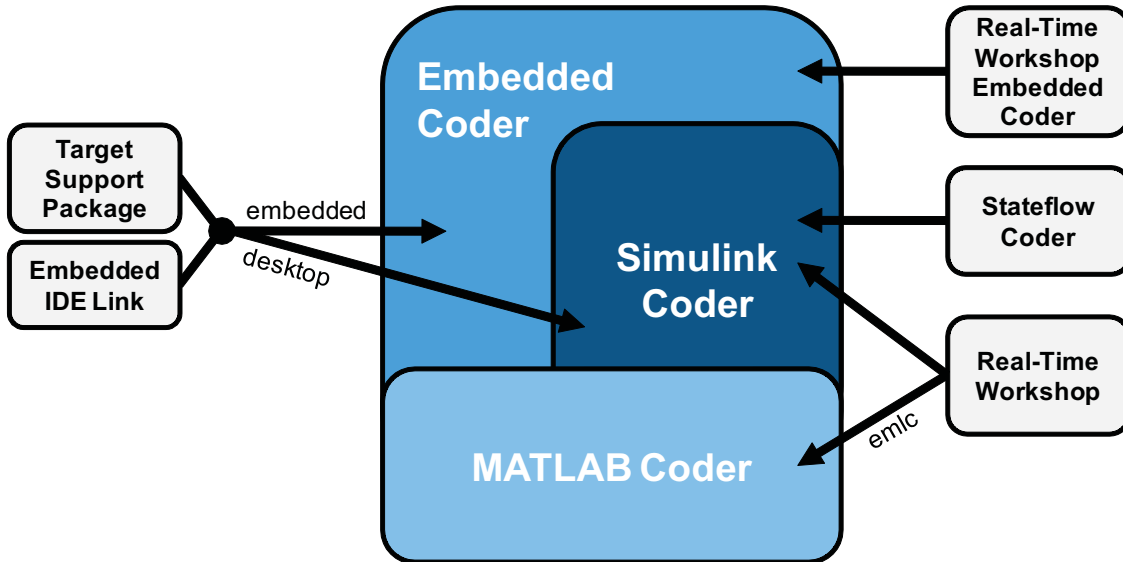 Target
Support
Package
Embedded
IDE Link
embedded
desktop
Embedded
Coder
Simulink
Coder
MATLAB Coder
Real-Time
Workshop
Embedded
Coder
Stateflow
Coder
Real-Time
Workshop
emlc